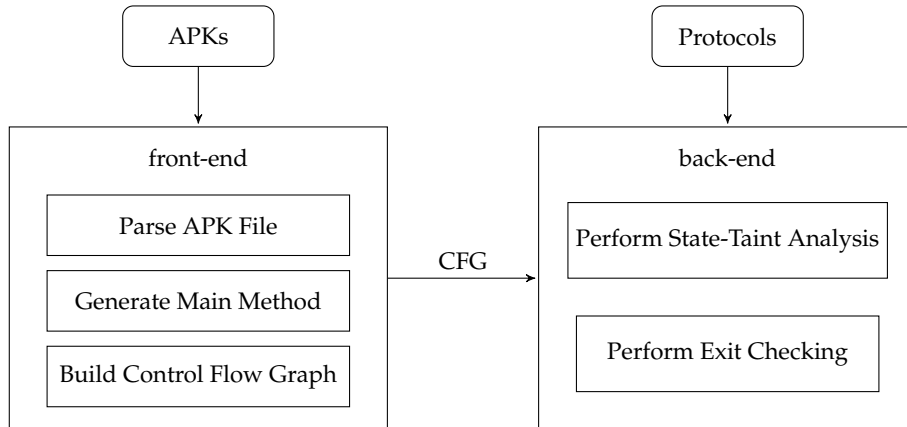 APKs
Protocols
front-end
Parse APK File
Generate Main Method
Build Control Flow Graph
CFG
back-end
Perform State-Taint Analysis
Perform Exit Checking